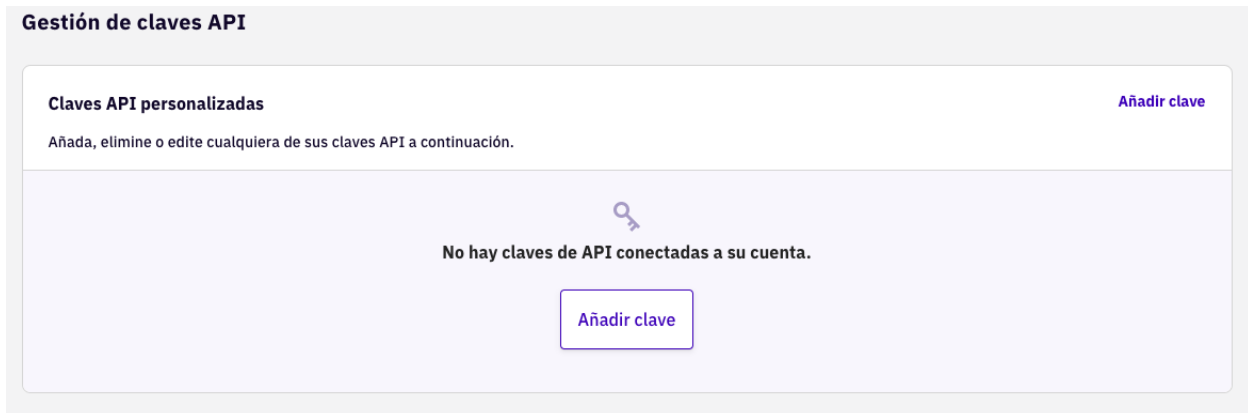 Gestión de claves API
Claves API personalizadas
Añadir clave
Añada, elimine o edite cualquiera de sus claves API a continuación.
No hay claves de API conectadas a su cuenta.
Añadir clave